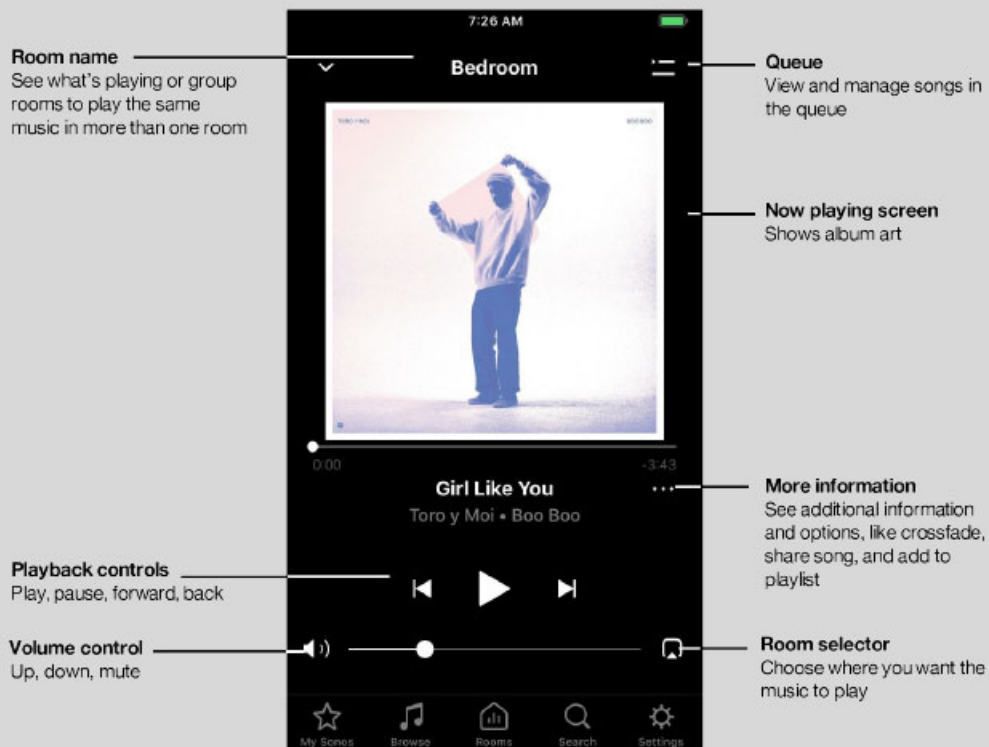 7:26 AM
Room name
See what's playing or group
rooms to play the same
music in more than one room
Bedroom
Queue
View and manage songs in
the queue
TORO Y MOI
BOO BOO
Now playing screen
Shows album art
0:00
-3:43
Girl Like You
Toro y Moi • Boo Boo
More information
See additional information
and options, like crossfade,
share song, and add to
playlist
Playback controls
Play, pause, forward, back
Volume control
Up, down, mute
Room selector
Choose where you want the
music to play
My Sonos
Browse
Rooms
Search
Settings